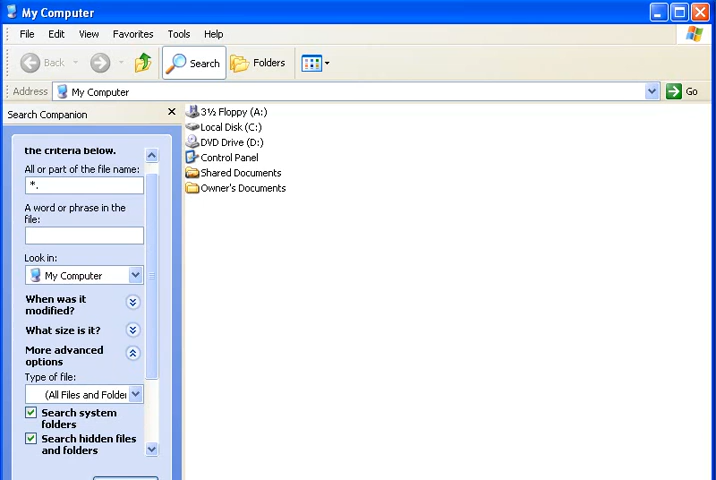 My Computer
File Edit View Favorites Tools Help
Back Search Folders
Address My Computer Go
Search Companion
the criteria below.
All or part of the file name:
*.
A word or phrase in the
file:
Look in:
My Computer
When was it
modified?
What size is it?
More advanced
options
Type of file:
(All Files and Folder
Search system
folders
Search hidden files
and folders
3½ Floppy (A:)
Local Disk (C:)
DVD Drive (D:)
Control Panel
Shared Documents
Owner's Documents